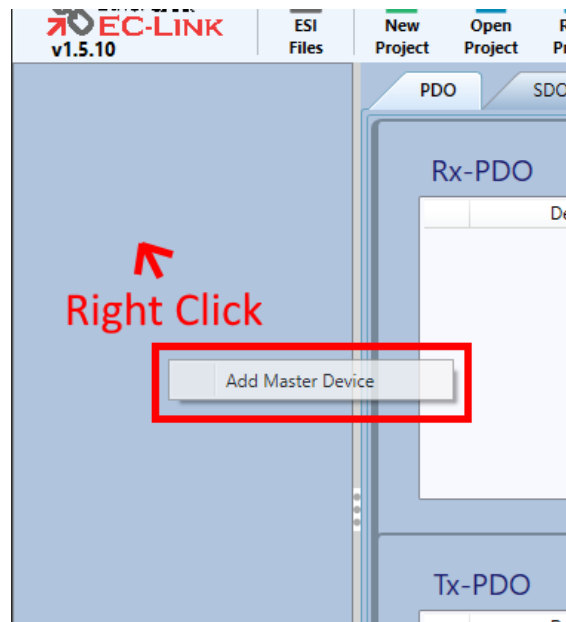 EC-LINK
v1.5.10
ESI
Files
New
Project
Open
Project
PDO
SDO
Rx-PDO
Right Click
Add Master Device
Tx-PDO